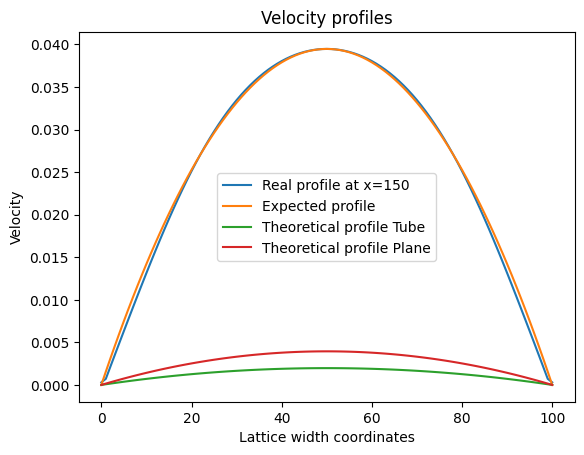 Velocity profiles
0.040
0.035
0.030
0.025
0.020
0.015
0.010
0.005
0.000
Velocity
Real profile at x=150
Expected profile
Theoretical profile Tube
Theoretical profile Plane
0 20 40 60 80 100
Lattice width coordinates